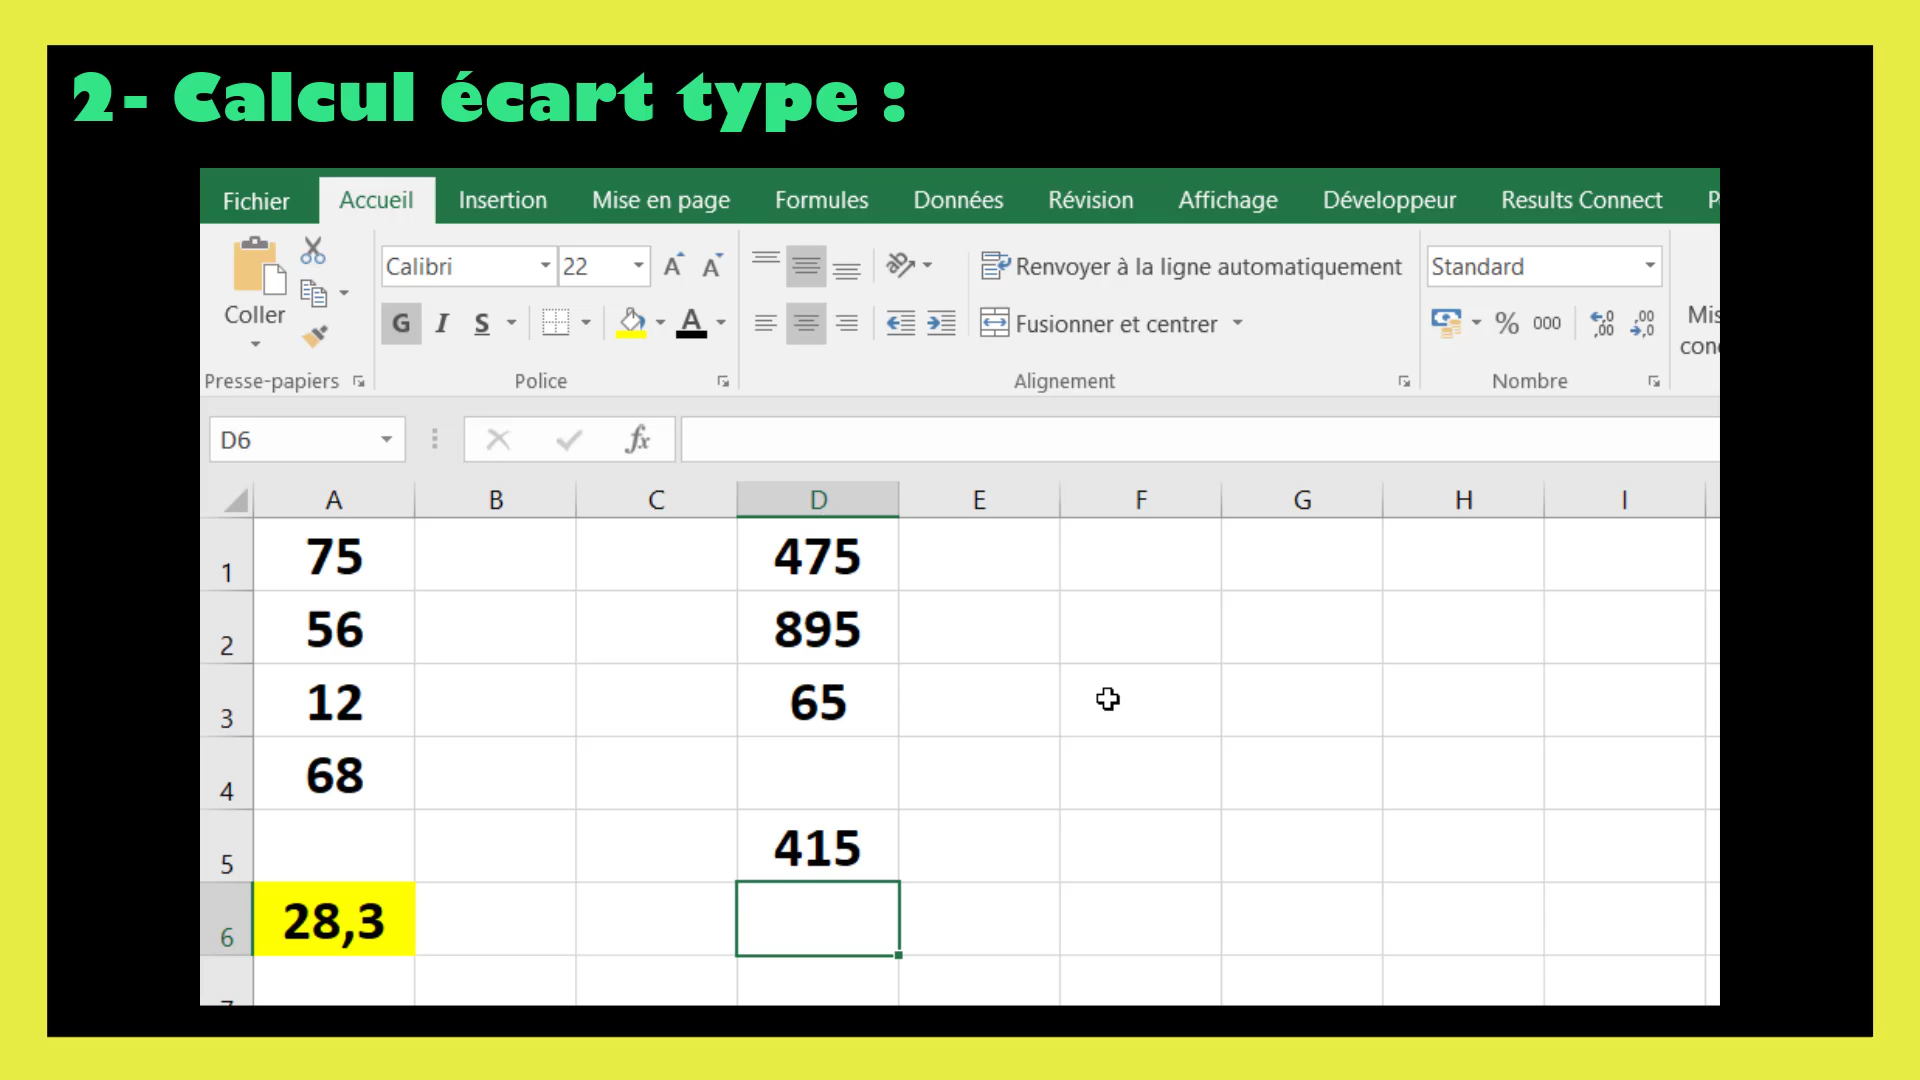 2- Calcul écart type :
Fichier Accueil Insertion Mise en page Formules Données Révision Affichage Développeur Results Connect P
Calibri 22 Renvoyer à la ligne automatiquement Standard
Coller G I S A Fusionner et centrer % 000 Mis
con
Presse-papiers Police Alignement Nombre
D6 fx
A B C D E F G H I
1 75 475
2 56 895
3 12 65
4 68
5 415
6 28,3